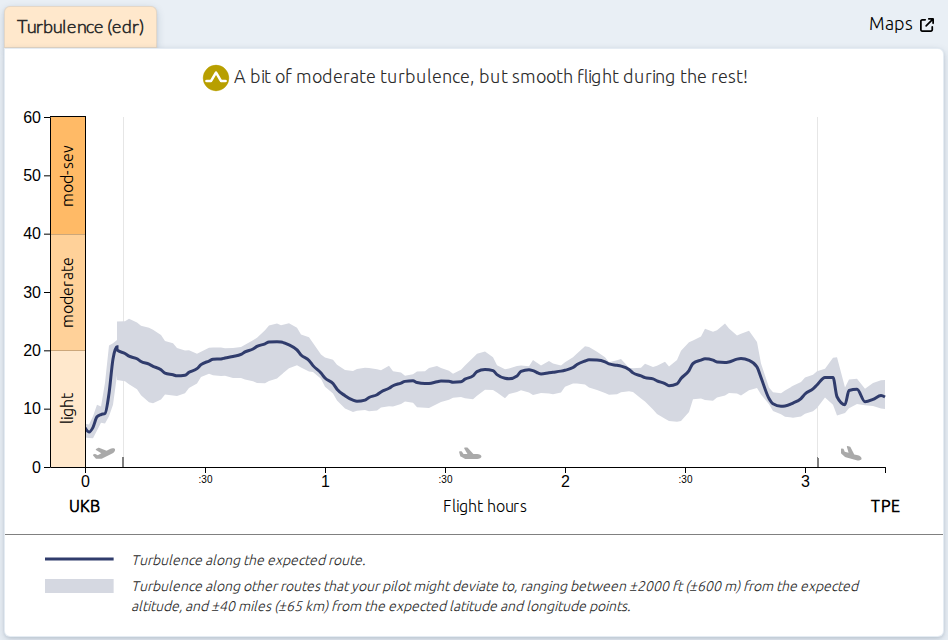 Turbulence (edr)
Maps
A bit of moderate turbulence, but smooth flight during the rest!
60
50
40
30
20
10
0
mod-sev
moderate
light
0
:30
1
:30
2
:30
3
UKB
Flight hours
TPE
Turbulence along the expected route.
Turbulence along other routes that your pilot might deviate to, ranging between ±2000 ft (±600 m) from the expected
altitude, and ±40 miles (±65 km) from the expected latitude and longitude points.